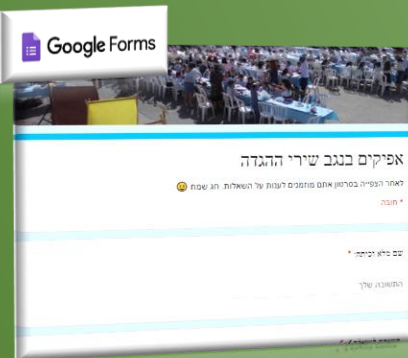 Google Forms
אפיקים בנגב שירי ההגדה
לאחר הצפייה בסרטון אתם מוזמנים לענות על השאלות. חג שמח
* חובה
שם מלא וכיתה: *
התשובה שלך